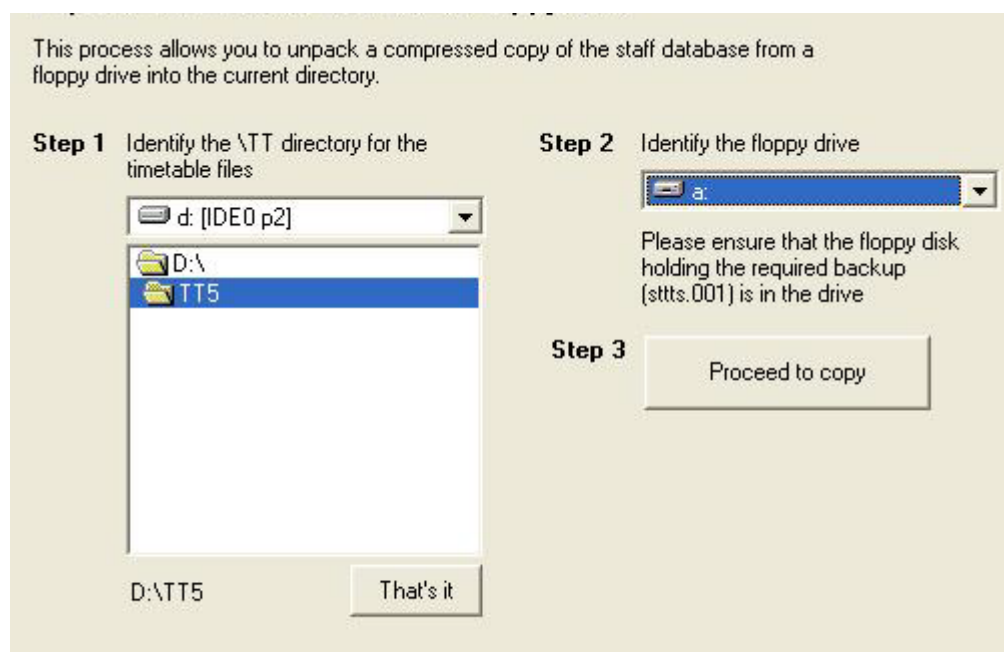 This process allows you to unpack a compressed copy of the staff database from a
floppy drive into the current directory.
Step 1 Identify the \TT directory for the
timetable files
d: [IDE0 p2]
D:\
TT5
D:\TT5
That's it
Step 2 Identify the floppy drive
a:
Please ensure that the floppy disk
holding the required backup
(sttts.001) is in the drive
Step 3
Proceed to copy